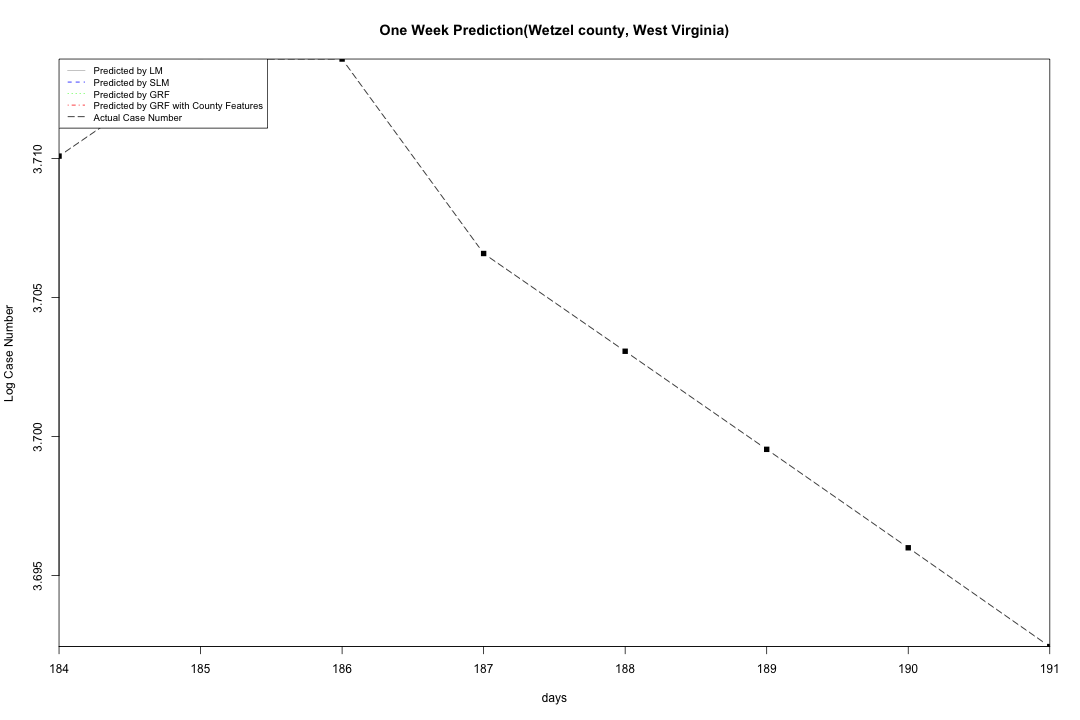 One Week Prediction(Wetzel county, West Virginia)
Predicted by LM
Predicted by SLM
Predicted by GRF
Predicted by GRF with County Features
Actual Case Number
3.710
3.705
3.700
3.695
Log Case Number
184 185 186 187 188 189 190 191
days